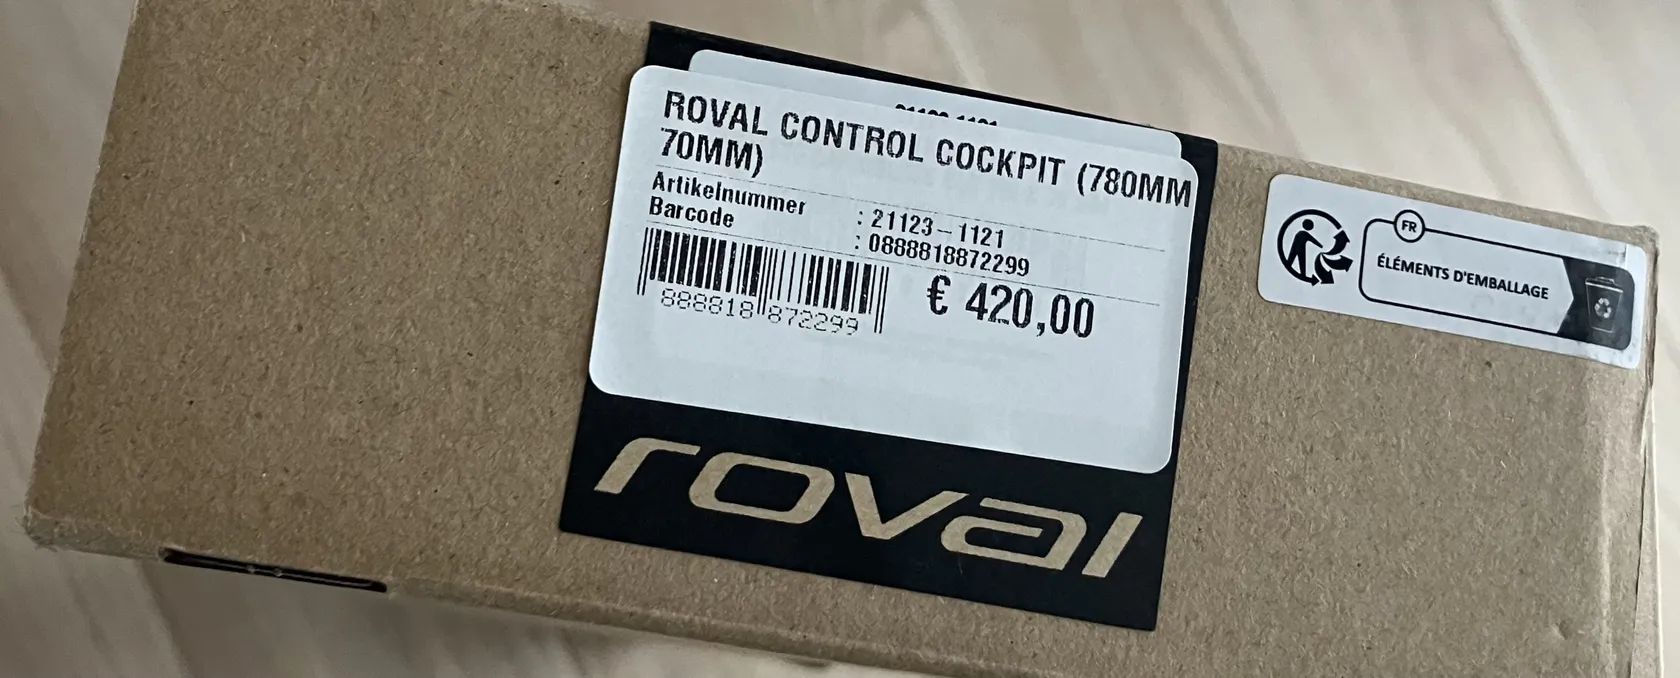 ROVAL CONTROL COCKPIT (780MM
70MM)
Artikelnummer : 21123-1121
Barcode : 0888818872299
888818 872299
€ 420,00
roval
FR
ÉLÉMENTS D'EMBALLAGE